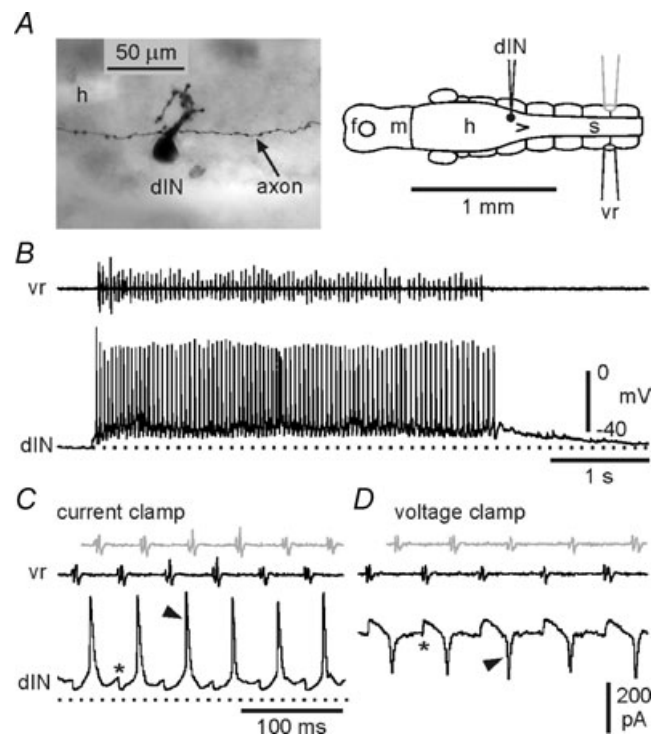 A
50 μm
h
dIN
axon
dIN
f
m
h
s
vr
1 mm
B
vr
0
mV
-40
dIN
1 s
C
current clamp
vr
dIN
*
100 ms
D
voltage clamp
*
200
pA